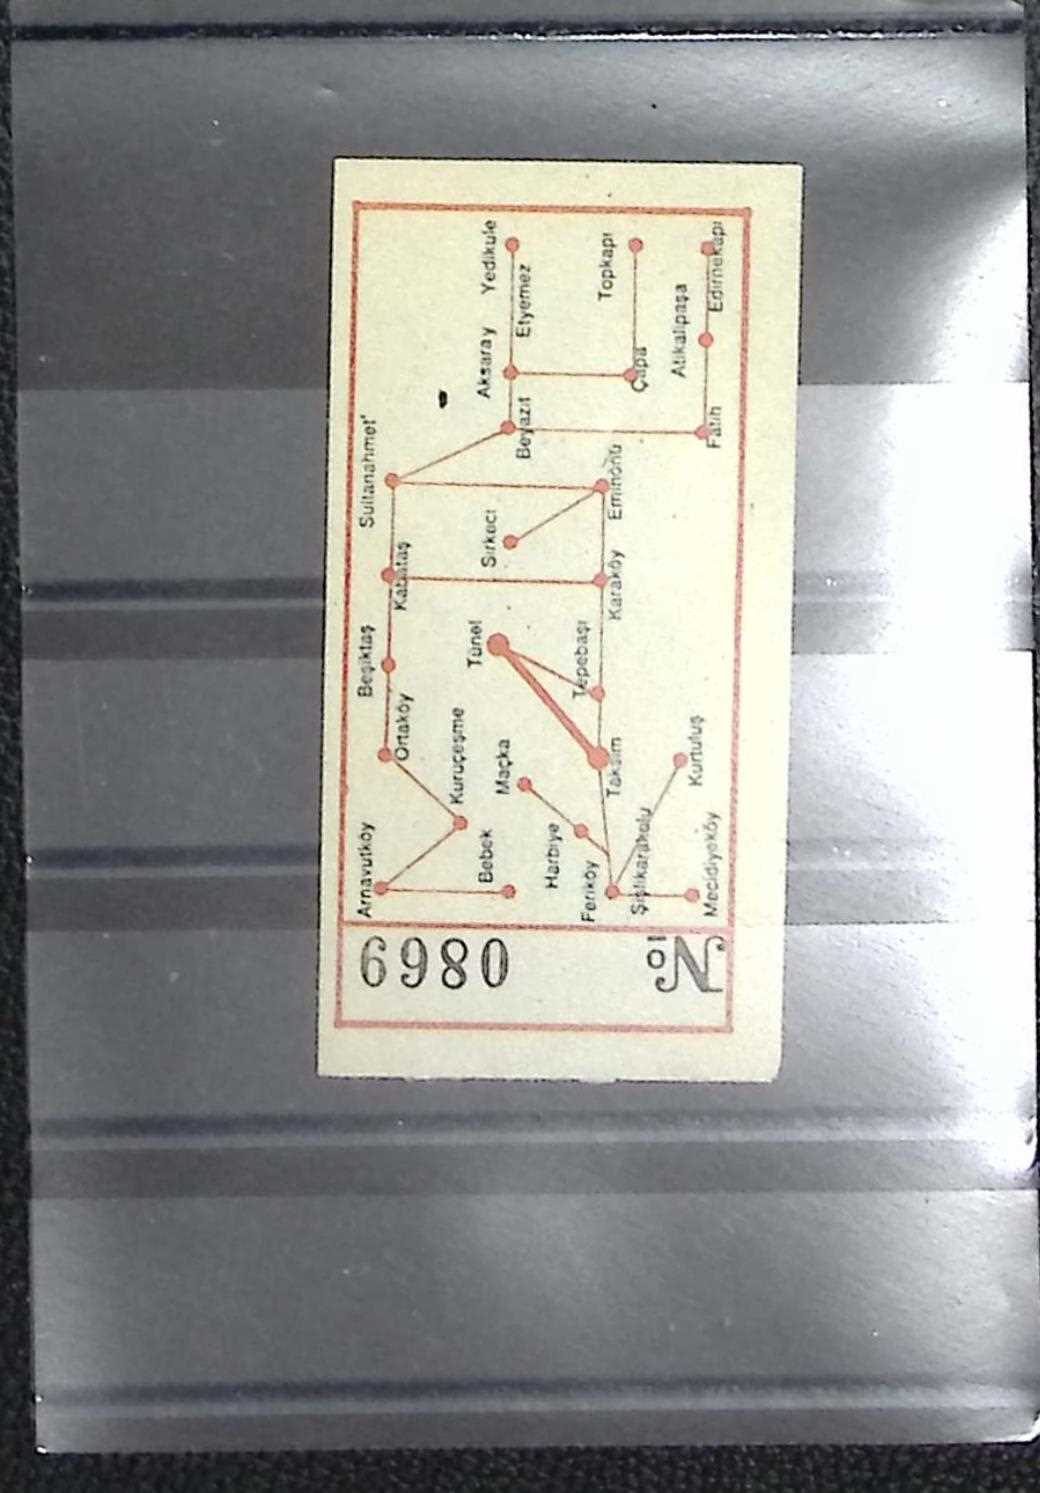 Arnavutköy Beşiktaş Sultanahmet
Ortaköy Kabataş
Kuruçeşme
Bebek Maçka Tünel Sirkeci Aksaray Yedikule
Beyazıt Etyemez
Harbiye
Feriköy Tepebaşı Topkapı
Taksim Karaköy Eminönü
Şişlikarakolu Çapa
Kurtuluş Atikalipaşa
Mecidiyeköy Fatih Edirnekapı
No 0869